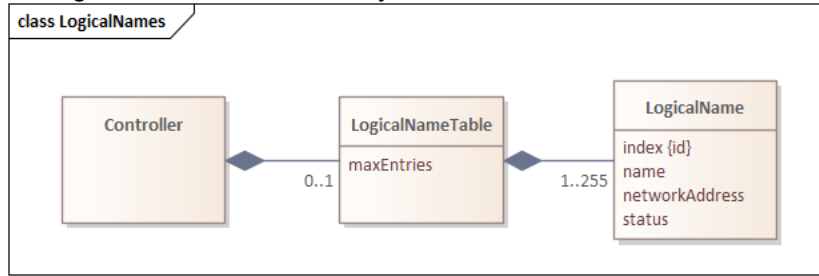 class LogicalNames
Controller
0..1
LogicalNameTable
maxEntries
1..255
LogicalName
index {id}
name
networkAddress
status